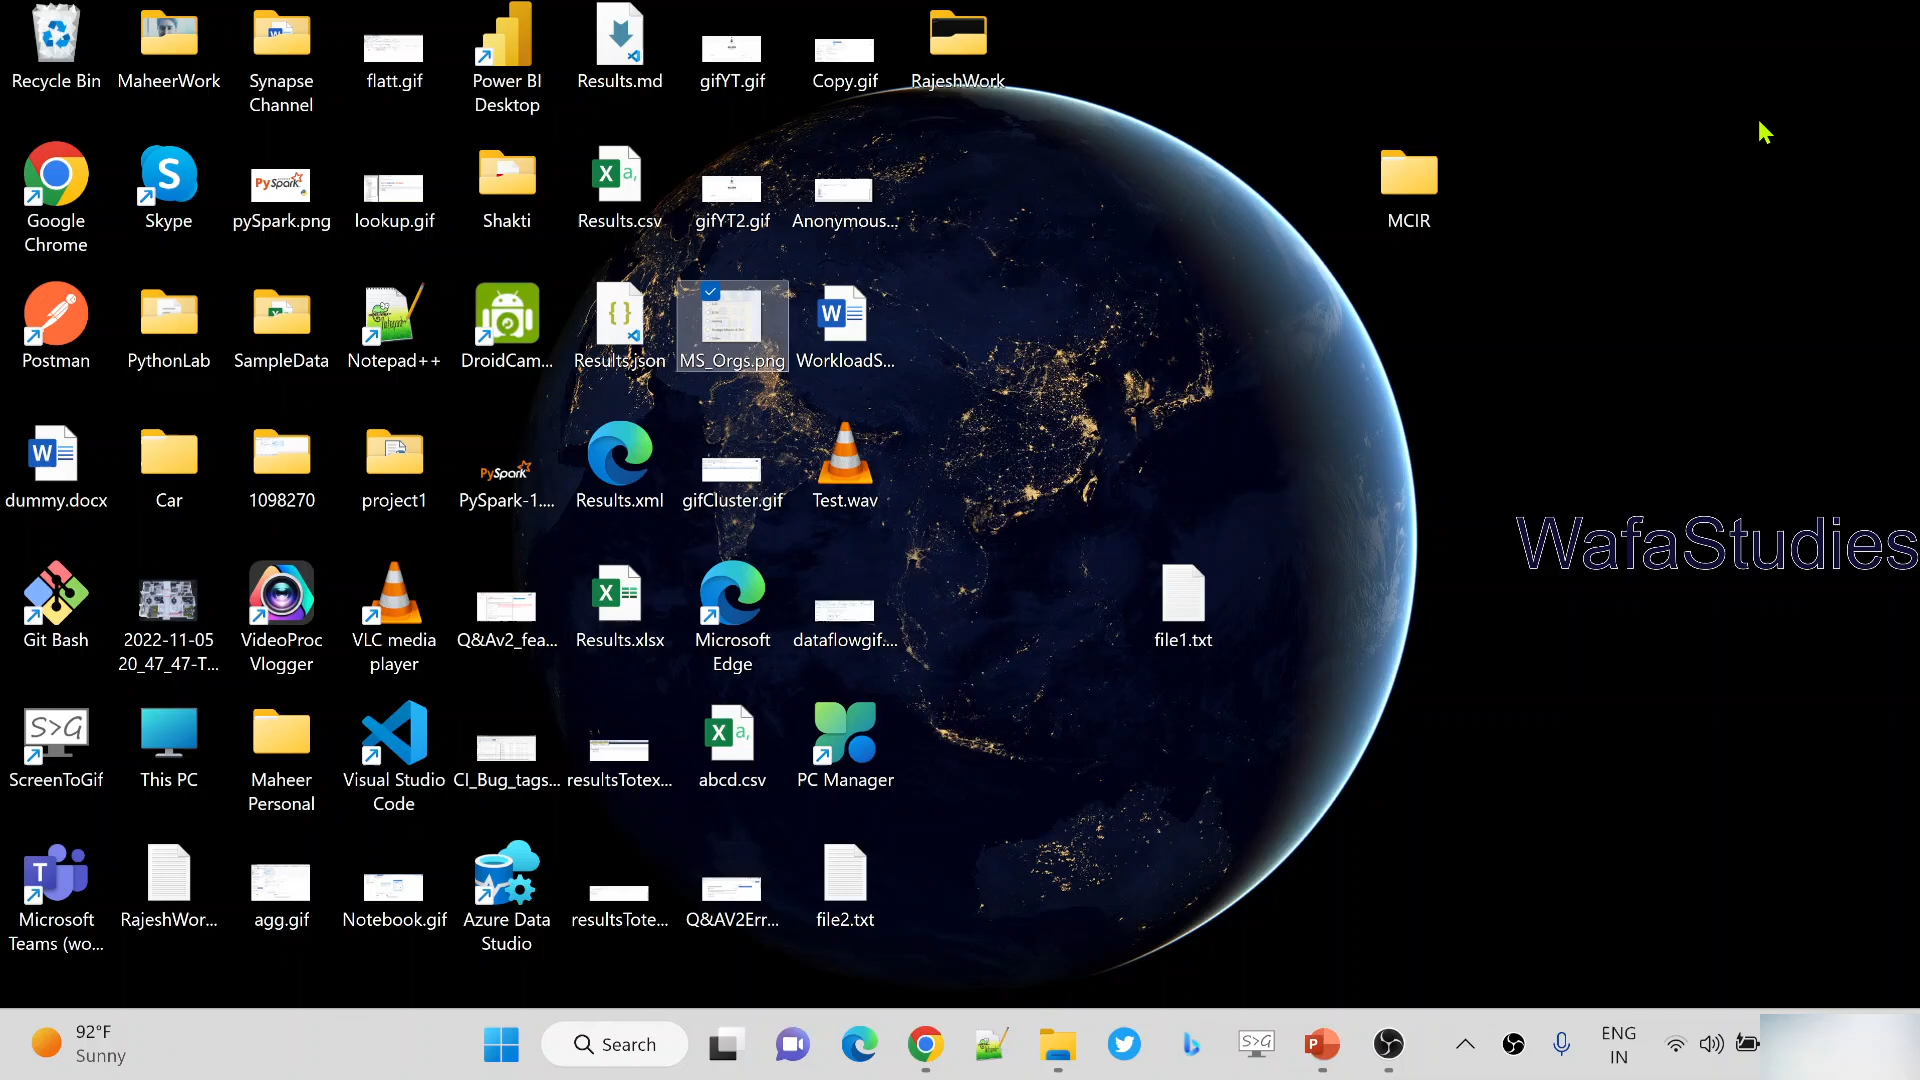 Recycle Bin
MaheerWork
Synapse
Channel
flatt.gif
Power BI
Desktop
Results.md
gifYT.gif
Copy.gif
RajeshWork
Google
Chrome
Skype
PySpark
pySpark.png
lookup.gif
Shakti
Results.csv
gifYT2.gif
Anonymous...
MCIR
Postman
PythonLab
SampleData
Notepad++
DroidCam...
Results.json
MS_Orgs.png
WorkloadS...
dummy.docx
Car
1098270
project1
PySpark
PySpark-1....
Results.xml
gifCluster.gif
Test.wav
WafaStudies
Git Bash
2022-11-05
20_47_47-T...
VideoProc
Vlogger
VLC media
player
Q&Av2_fea...
Results.xlsx
Microsoft
Edge
dataflowgif....
file1.txt
S>G
ScreenToGif
This PC
Maheer
Personal
Visual Studio
Code
CI_Bug_tags...
resultsTotex...
abcd.csv
PC Manager
Microsoft
Teams (wo...
RajeshWor...
agg.gif
Notebook.gif
Azure Data
Studio
resultsTote...
Q&AV2Err...
file2.txt
92°F
Sunny
Search
S>G
ENG
IN